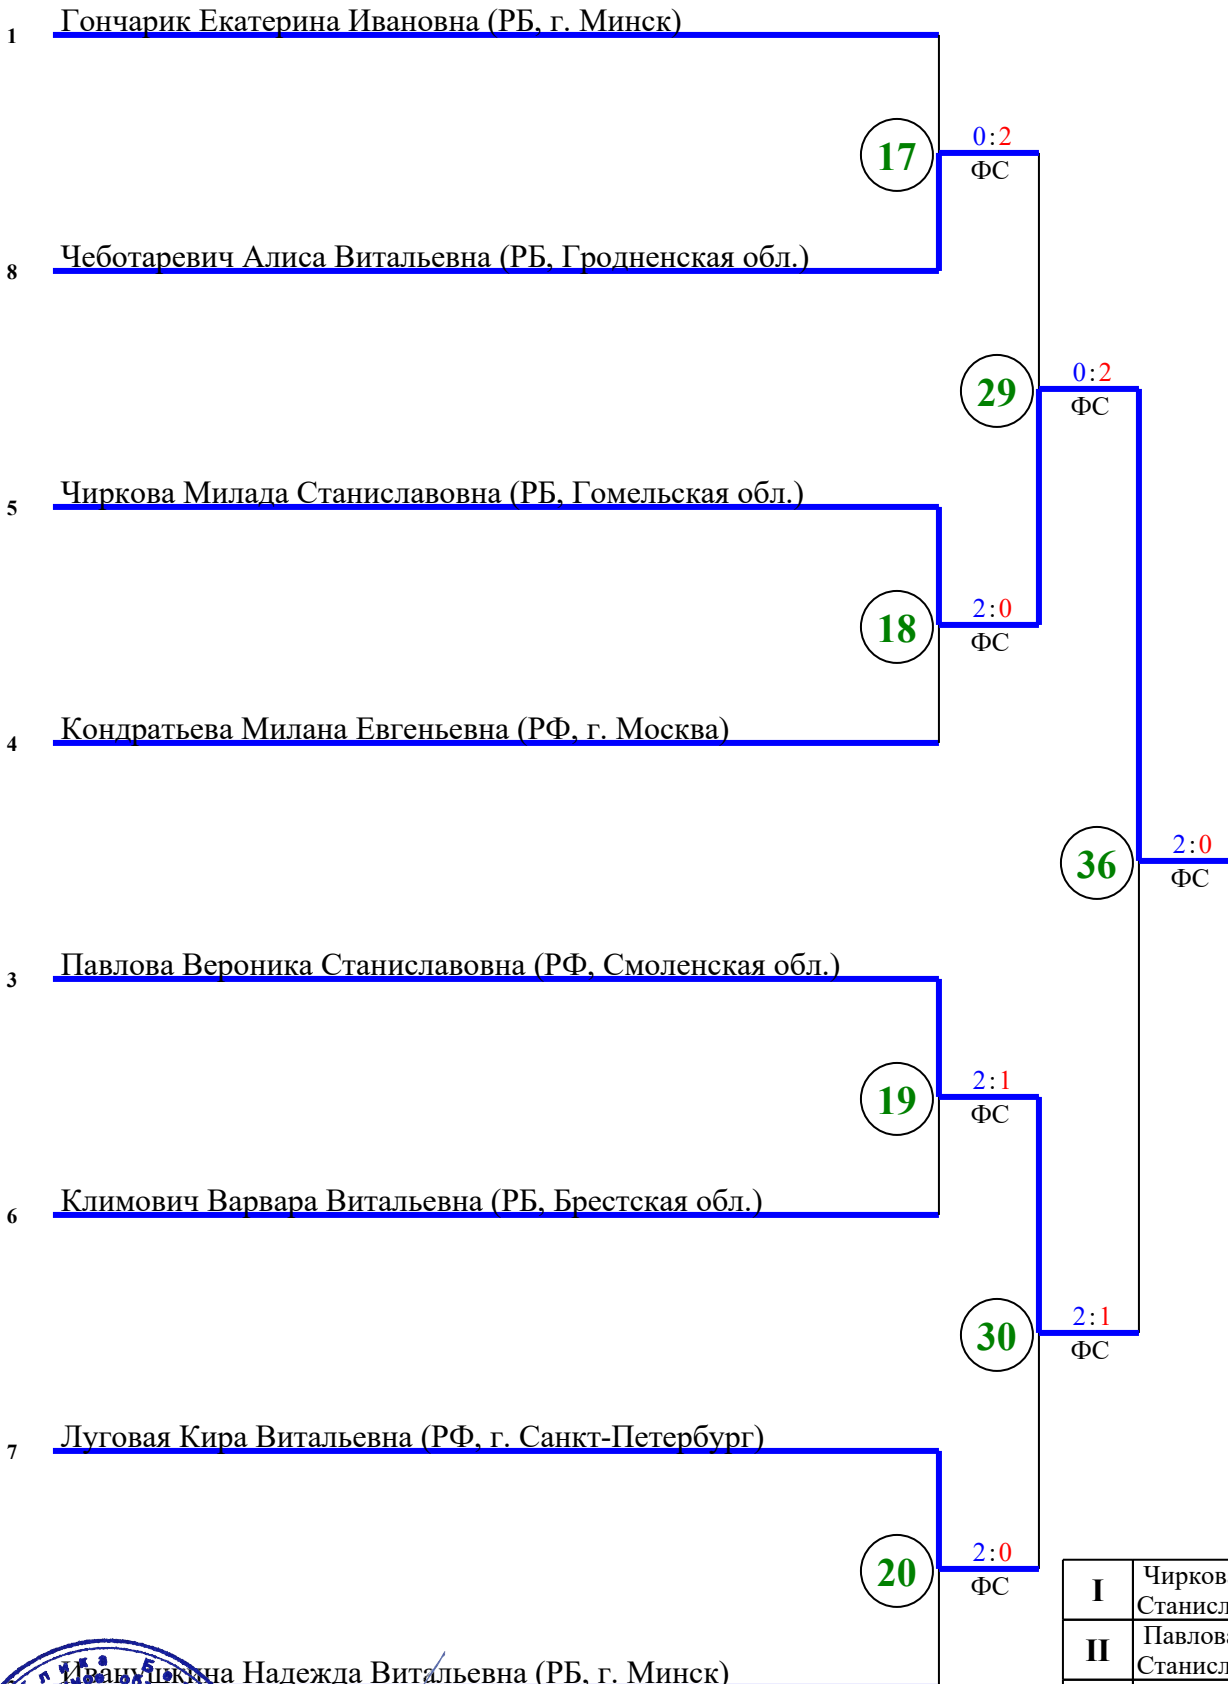 1 Гончарик Екатерина Ивановна (РБ, г. Минск)
17 0:2
ФС
8 Чеботаревич Алиса Витальевна (РБ, Гродненская обл.)
29 0:2
ФС
5 Чиркова Милада Станиславовна (РБ, Гомельская обл.)
18 2:0
ФС
4 Кондратьева Милана Евгеньевна (РФ, г. Москва)
36 2:0
ФС
3 Павлова Вероника Станиславовна (РФ, Смоленская обл.)
19 2:1
ФС
6 Климович Варвара Витальевна (РБ, Брестская обл.)
30 2:1
ФС
7 Луговая Кира Витальевна (РФ, г. Санкт-Петербург)
20 2:0
ФС
I Чиркова
Станисл
II Павлова
Станисл
Иванушкина Надежда Витальевна (РБ, г. Минск)